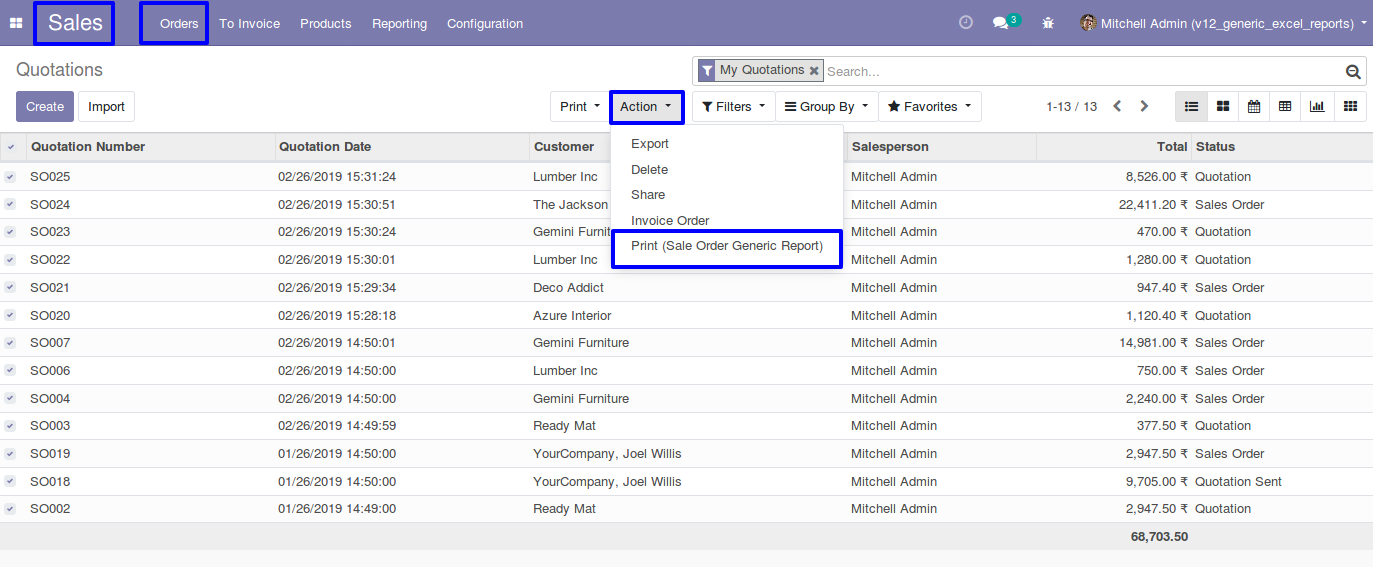 Sales Orders To Invoice Products Reporting Configuration 3 Mitchell Admin (v12_generic_excel_reports)
Quotations My Quotations Search...
Create Import Print Action Filters Group By Favorites 1-13 / 13
Export
Delete
Share
Invoice Order
Print (Sale Order Generic Report)
Quotation Number Quotation Date Customer Salesperson Total Status
SO025 02/26/2019 15:31:24 Lumber Inc Mitchell Admin 8,526.00 ₹ Quotation
SO024 02/26/2019 15:30:51 The Jackson Mitchell Admin 22,411.20 ₹ Sales Order
SO023 02/26/2019 15:30:24 Gemini Furnit Mitchell Admin 470.00 ₹ Quotation
SO022 02/26/2019 15:30:01 Lumber Inc Mitchell Admin 1,280.00 ₹ Quotation
SO021 02/26/2019 15:29:34 Deco Addict Mitchell Admin 947.40 ₹ Sales Order
SO020 02/26/2019 15:28:18 Azure Interior Mitchell Admin 1,120.40 ₹ Quotation
SO007 02/26/2019 14:50:01 Gemini Furniture Mitchell Admin 14,981.00 ₹ Sales Order
SO006 02/26/2019 14:50:00 Lumber Inc Mitchell Admin 750.00 ₹ Sales Order
SO004 02/26/2019 14:50:00 Gemini Furniture Mitchell Admin 2,240.00 ₹ Sales Order
SO003 02/26/2019 14:49:59 Ready Mat Mitchell Admin 377.50 ₹ Quotation
SO019 01/26/2019 14:50:00 YourCompany, Joel Willis Mitchell Admin 2,947.50 ₹ Sales Order
SO018 01/26/2019 14:50:00 YourCompany, Joel Willis Mitchell Admin 9,705.00 ₹ Quotation Sent
SO002 01/26/2019 14:49:00 Ready Mat Mitchell Admin 2,947.50 ₹ Quotation
68,703.50